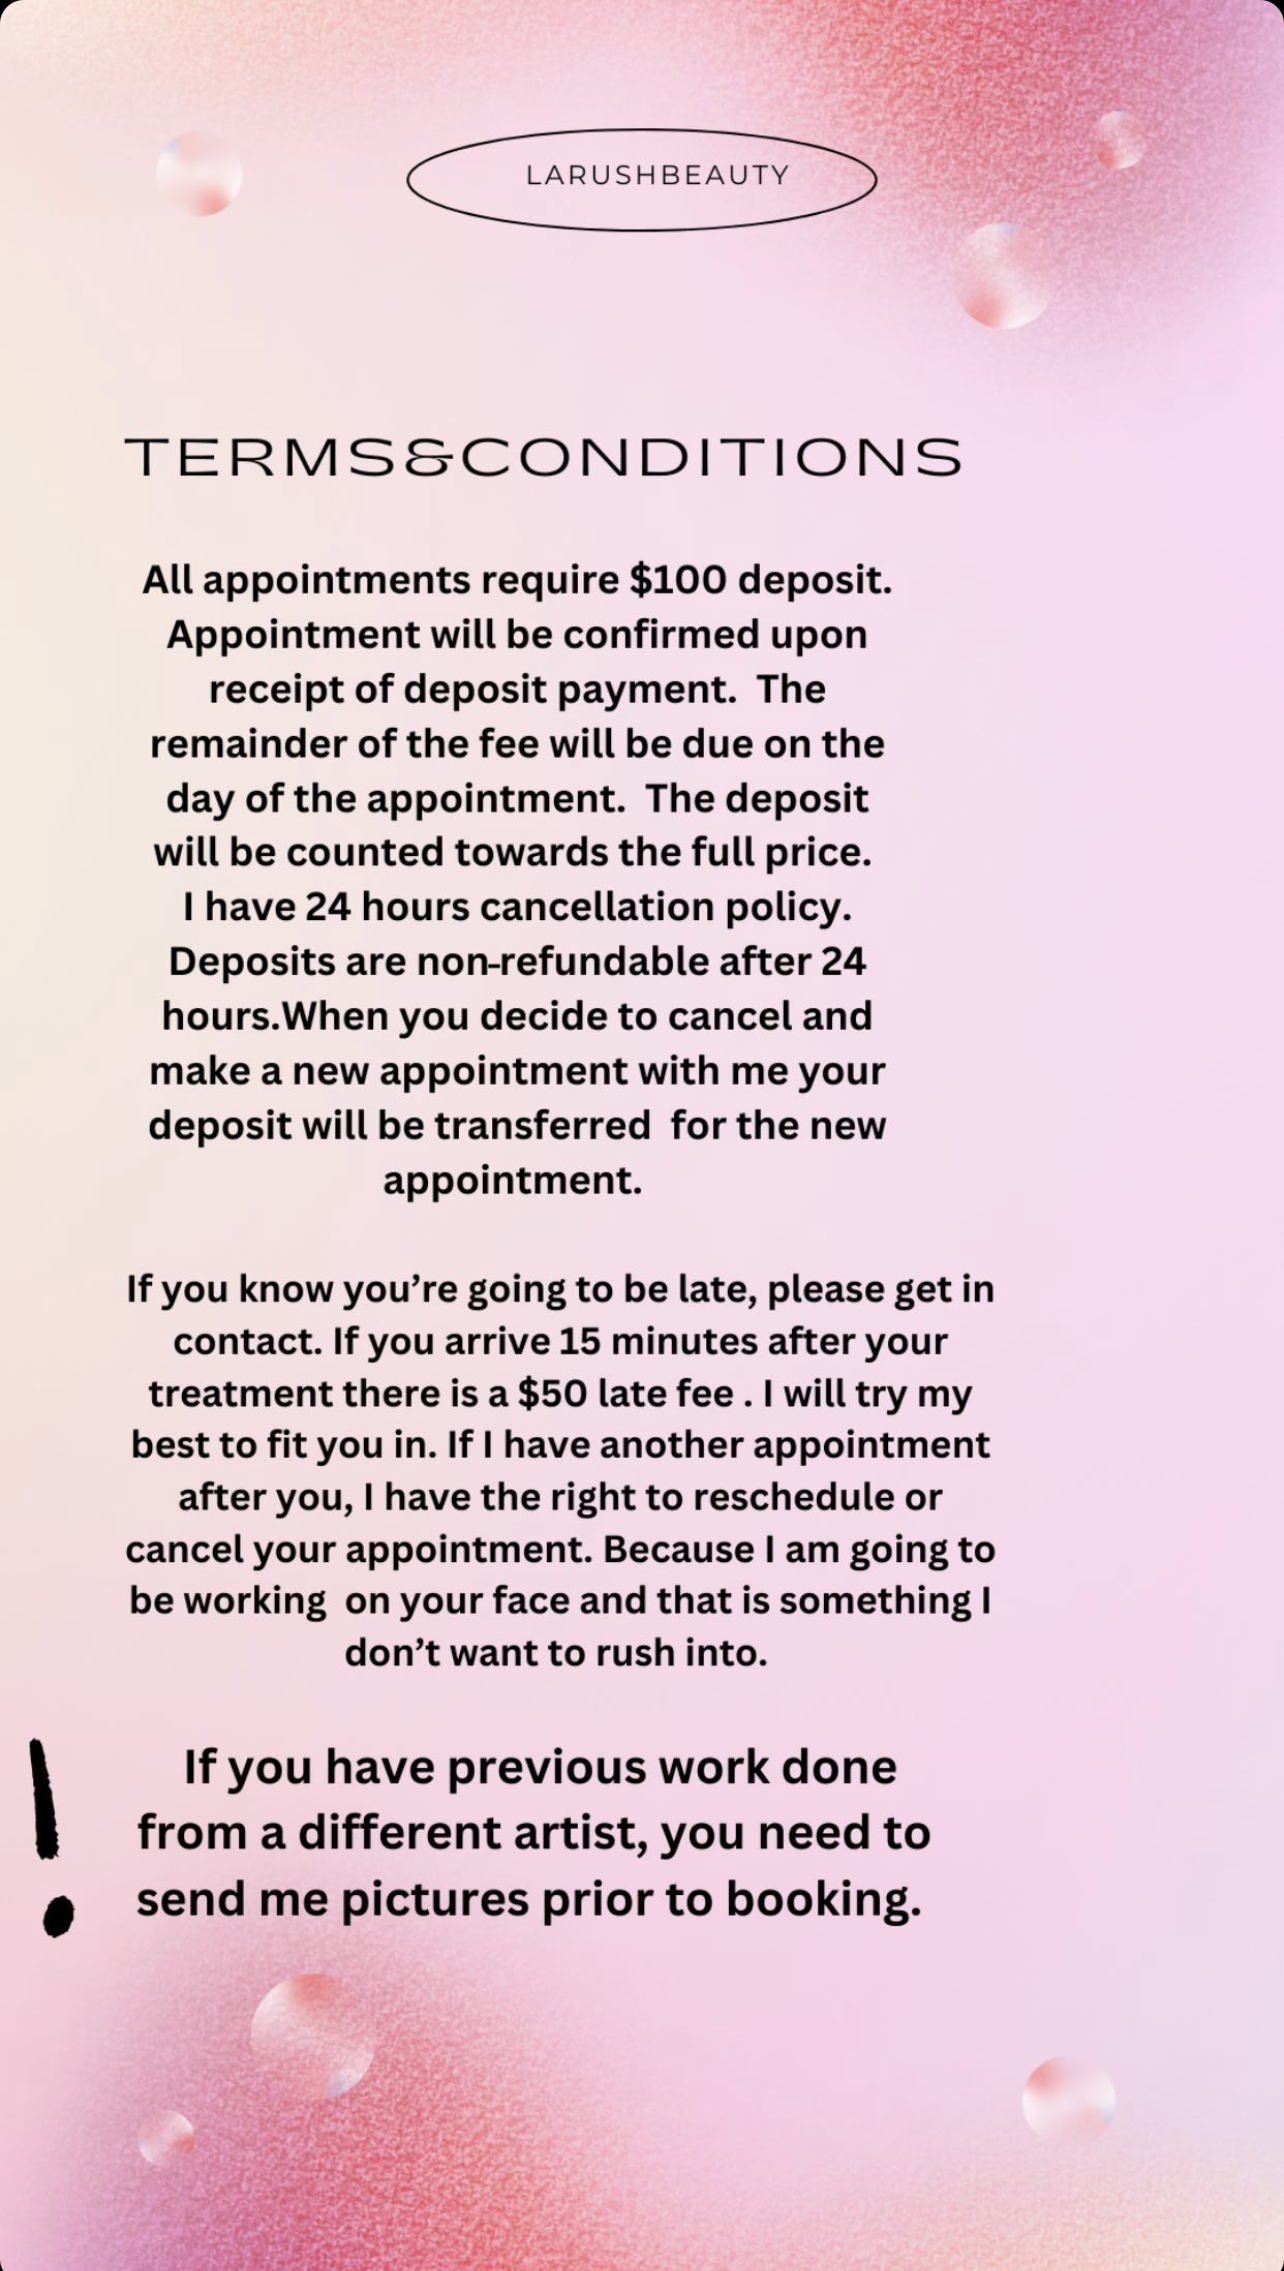 LARUSHBEAUTY
TERMS&CONDITIONS
All appointments require $100 deposit.
Appointment will be confirmed upon
receipt of deposit payment.  The
remainder of the fee will be due on the
day of the appointment.  The deposit
will be counted towards the full price.
I have 24 hours cancellation policy.
Deposits are non-refundable after 24
hours.When you decide to cancel and
make a new appointment with me your
deposit will be transferred  for the new
appointment.
If you know you’re going to be late, please get in
contact. If you arrive 15 minutes after your
treatment there is a $50 late fee . I will try my
best to fit you in. If I have another appointment
after you, I have the right to reschedule or
cancel your appointment. Because I am going to
be working  on your face and that is something I
don’t want to rush into.
! If you have previous work done
from a different artist, you need to
send me pictures prior to booking.